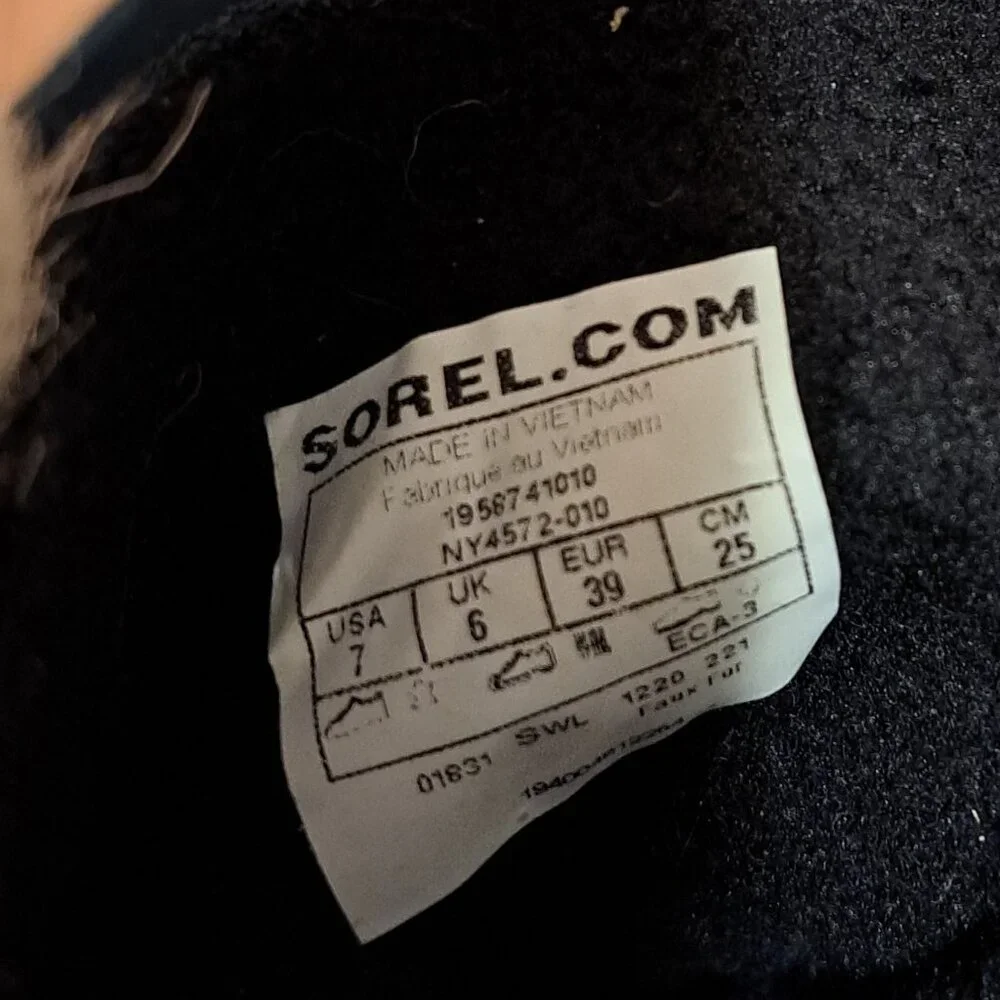 SOREL.COM
MADE IN VIETNAM
Fabriqué au Vietnam
1958741010
NY4572-010
USA UK EUR CM
7 6 39 25
ECA-3
01631 SWL 1220 221
Faux Fur